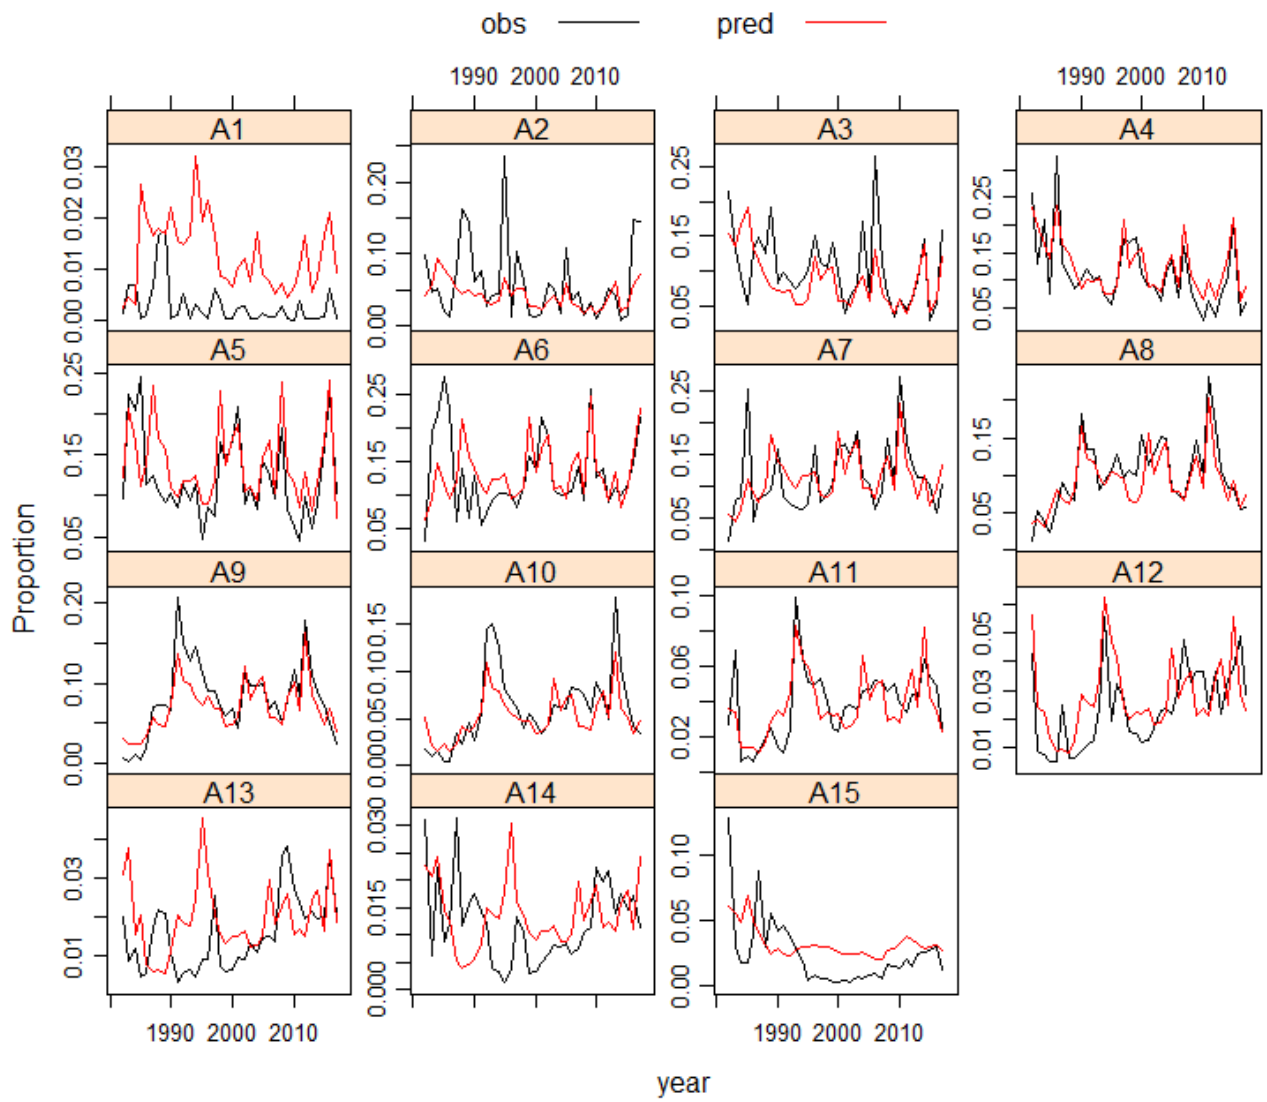 obs pred
1990 2000 2010 1990 2000 2010
A1 A2 A3 A4
0.00 0.01 0.02 0.03 0.00 0.10 0.20 0.05 0.15 0.25 0.05 0.15 0.25
A5 A6 A7 A8
0.05 0.15 0.25 0.05 0.15 0.25 0.05 0.15 0.25 0.05 0.15
A9 A10 A11 A12
0.00 0.10 0.20 0.00 0.05 0.10 0.15 0.02 0.06 0.10 0.01 0.03 0.05
A13 A14 A15
0.01 0.03 0.000 0.015 0.030 0.00 0.05 0.10
1990 2000 2010 1990 2000 2010
Proportion
year